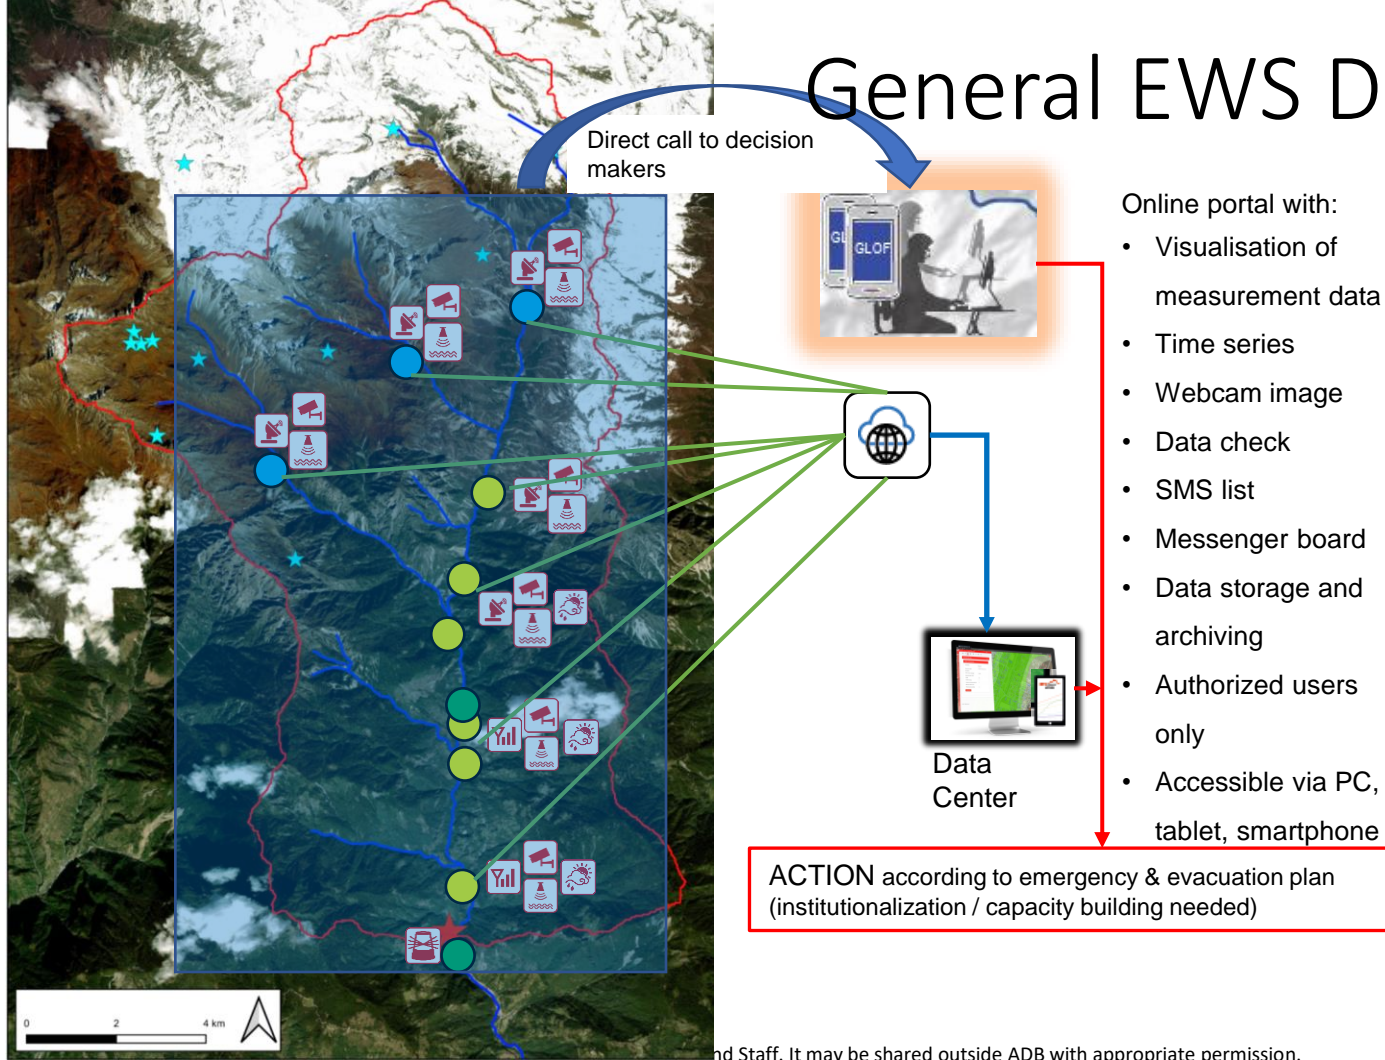 General EWS D
Direct call to decision
makers
GL
GLOF
Online portal with:
• Visualisation of
measurement data
• Time series
• Webcam image
• Data check
• SMS list
• Messenger board
• Data storage and
archiving
• Authorized users
only
• Accessible via PC,
tablet, smartphone
Data
Center
ACTION according to emergency & evacuation plan
(institutionalization / capacity building needed)
0 2 4 km
nd Staff. It may be shared outside ADB with appropriate permission.